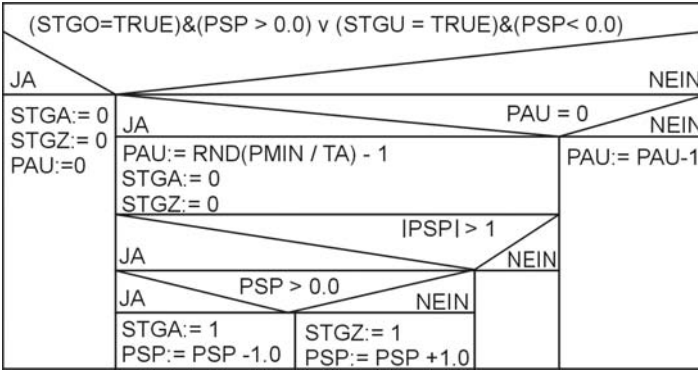 (STGO=TRUE)&(PSP > 0.0) v (STGU = TRUE)&(PSP< 0.0)
JA
NEIN
STGA:= 0
STGZ:= 0
PAU:=0
PAU = 0
JA
NEIN
PAU:= RND(PMIN / TA) - 1
STGA:= 0
STGZ:= 0
PAU:= PAU-1
|PSP| > 1
JA
NEIN
PSP > 0.0
JA
NEIN
STGA:= 1
PSP:= PSP -1.0
STGZ:= 1
PSP:= PSP +1.0